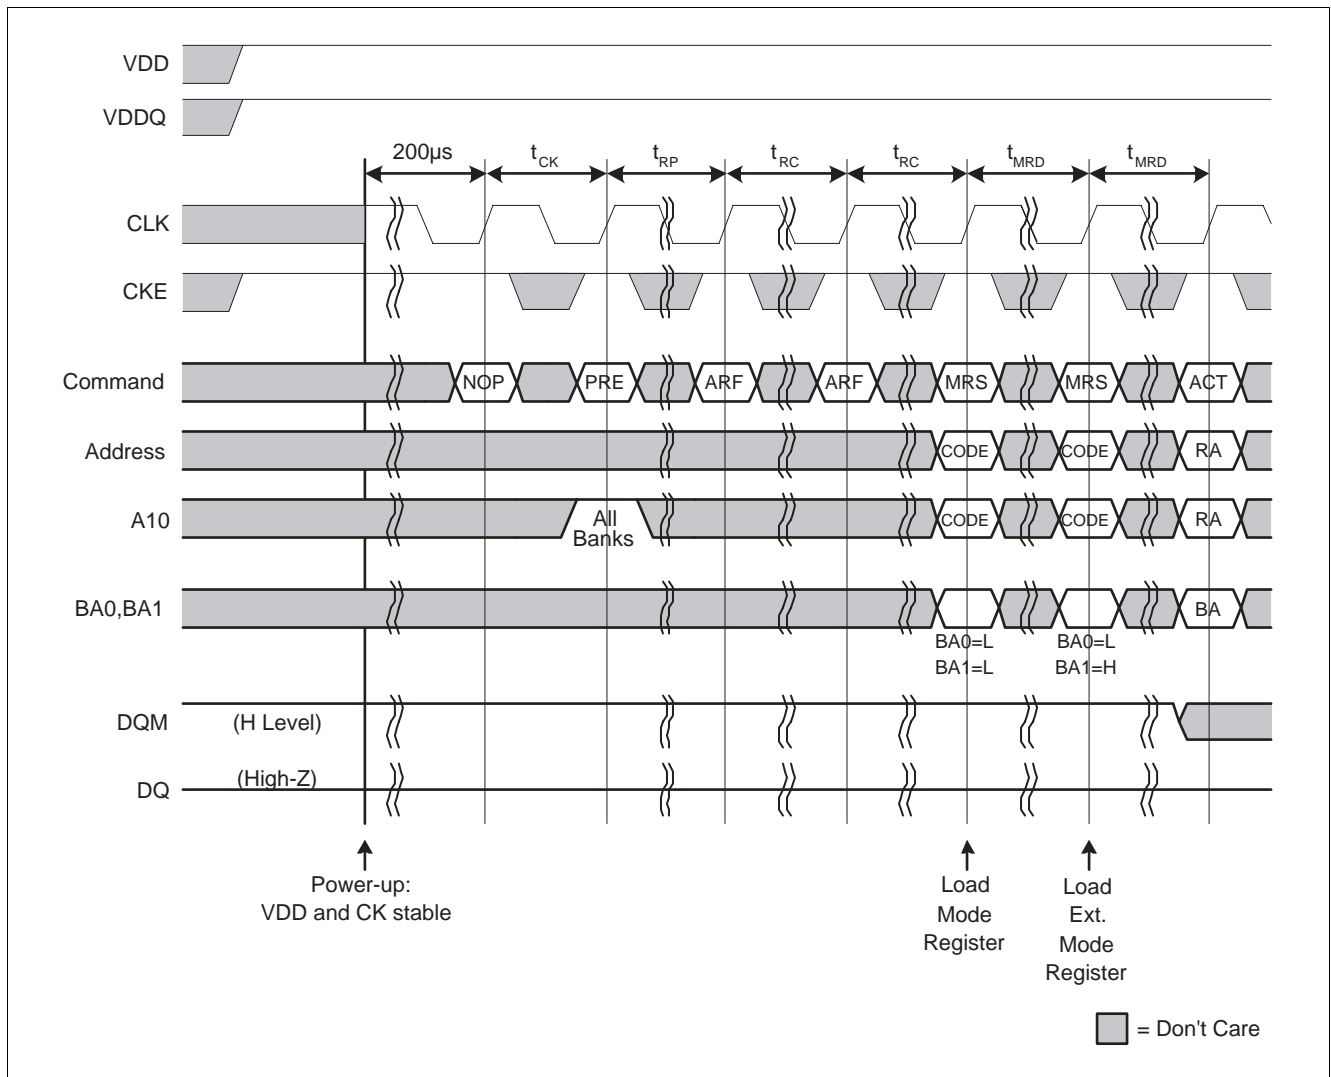 VDD
VDDQ
200µs tCK tRP tRC tRC tMRD tMRD
CLK
CKE
Command NOP PRE ARF ARF MRS MRS ACT
Address CODE CODE RA
A10 All Banks CODE CODE RA
BA0,BA1 BA
BA0=L BA0=L
BA1=L BA1=H
DQM (H Level)
DQ (High-Z)
Power-up:
VDD and CK stable
Load
Mode
Register
Load
Ext.
Mode
Register
= Don't Care